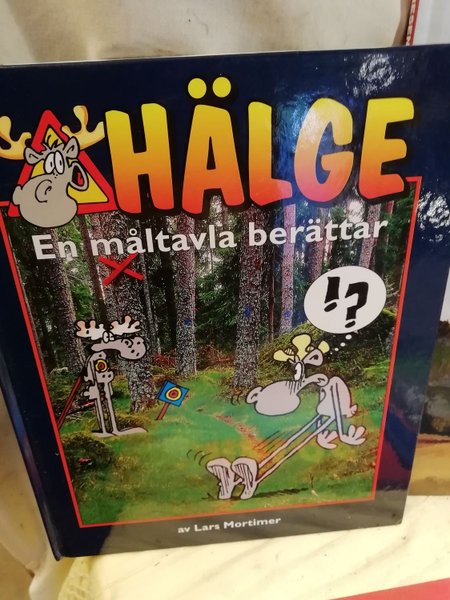 HÄLGE
En måltavla berättar
!?
av Lars Mortimer